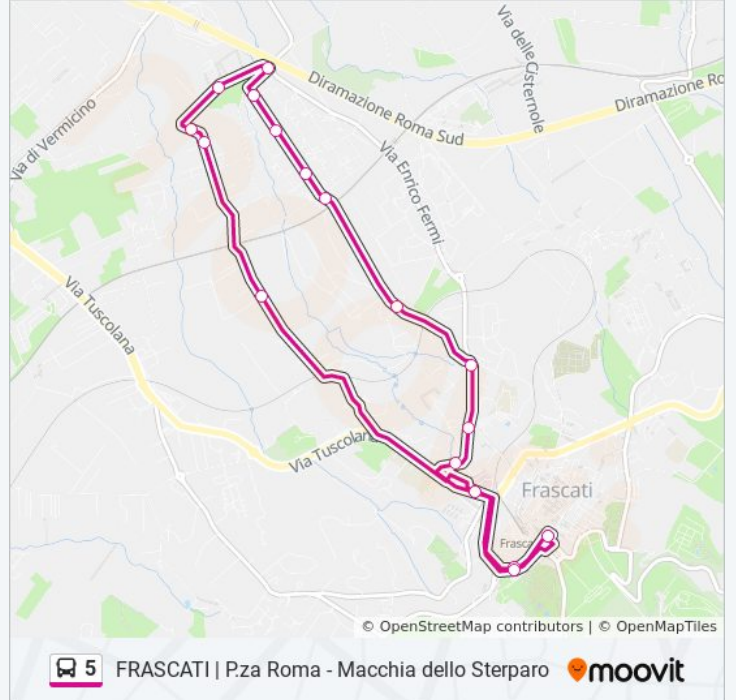 Via delle Cisternole
Diramazione Roma Sud
Diramazione Ro
Via di Vermicino
Via Enrico Fermi
Via Tuscolana
Via Tuscolana
Frascati
Frasca
© OpenStreetMap contributors | © OpenMapTiles
5 FRASCATI | P.za Roma - Macchia dello Sterparo moovit